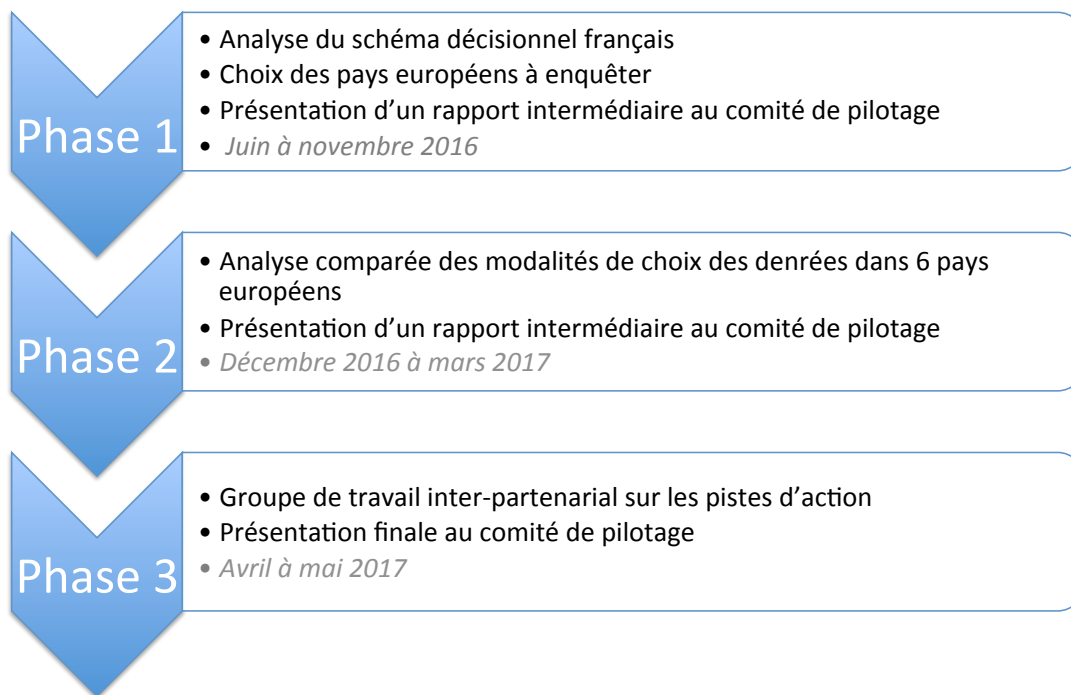 Phase 1
• Analyse du schéma décisionnel français
• Choix des pays européens à enquêter
• Présentation d'un rapport intermédiaire au comité de pilotage
• Juin à novembre 2016
Phase 2
• Analyse comparée des modalités de choix des denrées dans 6 pays
européens
• Présentation d'un rapport intermédiaire au comité de pilotage
• Décembre 2016 à mars 2017
Phase 3
• Groupe de travail inter-partenarial sur les pistes d'action
• Présentation finale au comité de pilotage
• Avril à mai 2017